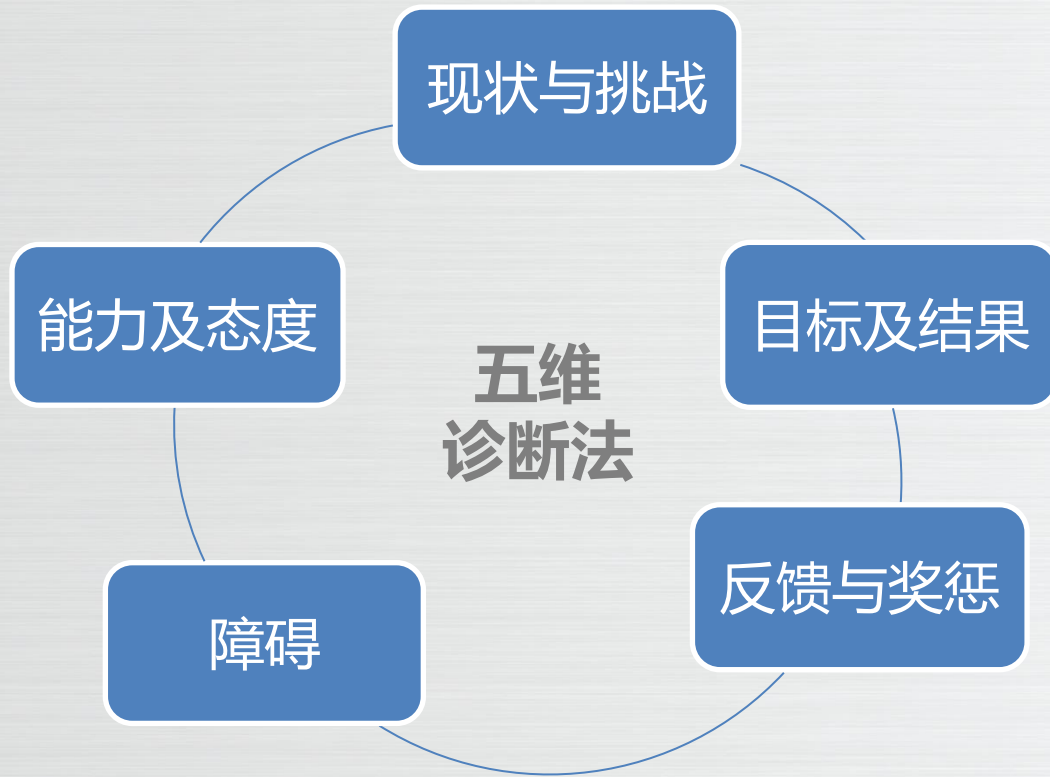 现状与挑战
目标及结果
反馈与奖惩
障碍
能力及态度
五维
诊断法